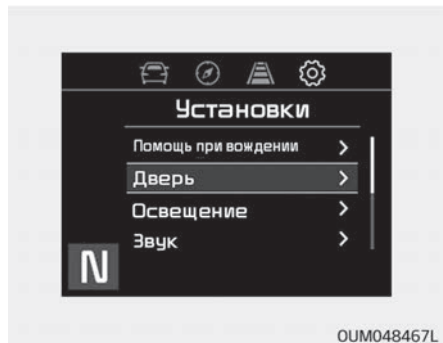 Установки
Помощь при вождении
Дверь
Освещение
Звук
N
OUM048467L